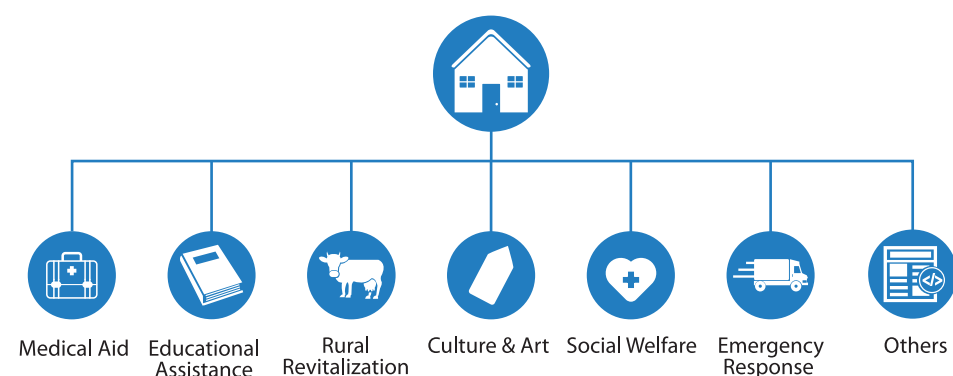 Medical Aid
Educational
Assistance
Rural
Revitalization
Culture & Art
Social Welfare
Emergency
Response
Others
</>